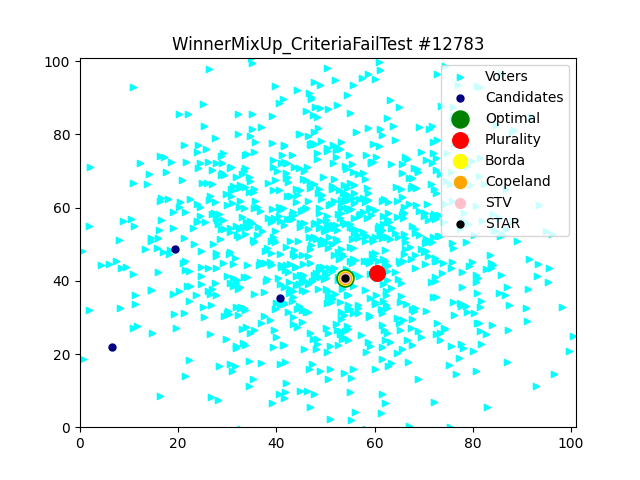 WinnerMixUp_CriteriaFailTest #12783
100
80
60
40
20
0
0
20
40
60
80
100
Voters
Candidates
Optimal
Plurality
Borda
Copeland
STV
STAR